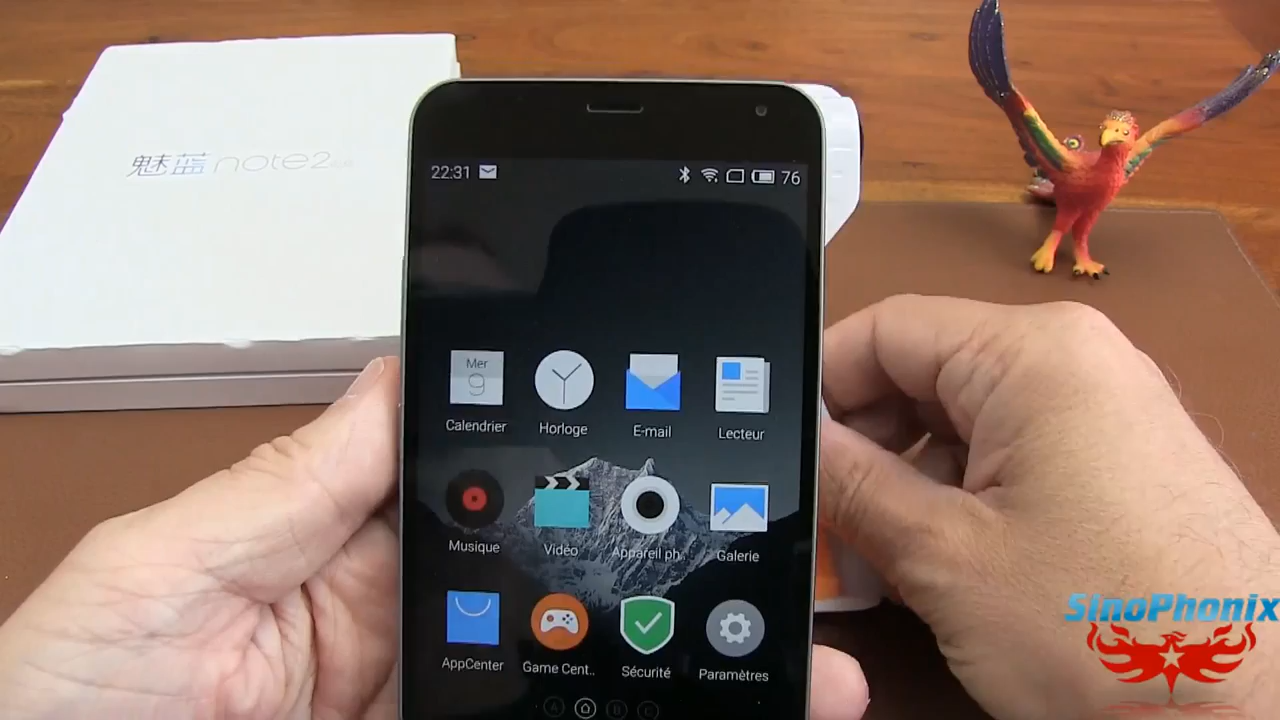 魅蓝 note2
22:31
76
Mer
9
Calendrier
Horloge
E-mail
Lecteur
Musique
Vidéo
Appareil ph..
Galerie
AppCenter
Game Cent..
Sécurité
Paramètres
A B C
SinoPhonix